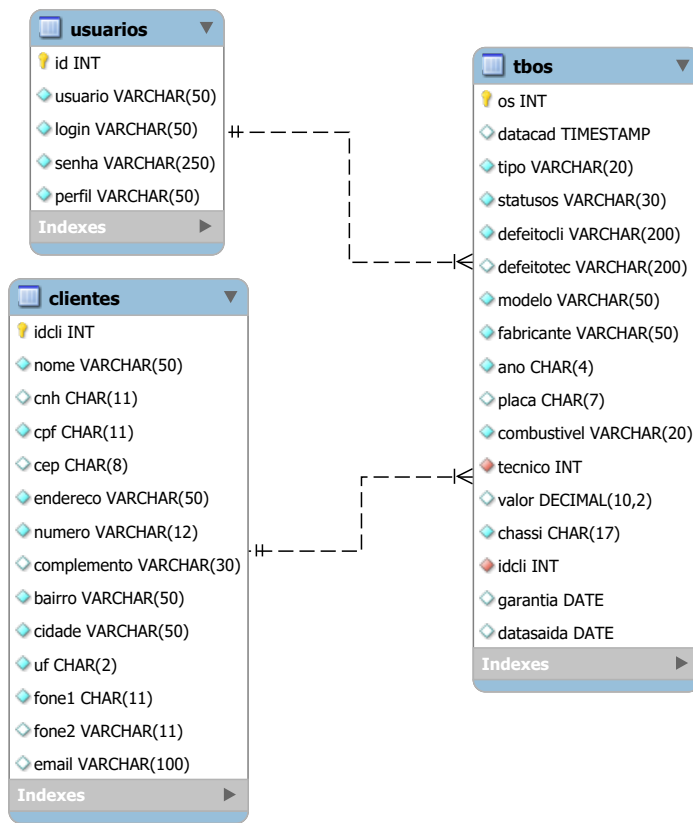 usuarios
id INT
usuario VARCHAR(50)
login VARCHAR(50)
senha VARCHAR(250)
perfil VARCHAR(50)
Indexes
clientes
idcli INT
nome VARCHAR(50)
cnh CHAR(11)
cpf CHAR(11)
cep CHAR(8)
endereco VARCHAR(50)
numero VARCHAR(12)
complemento VARCHAR(30)
bairro VARCHAR(50)
cidade VARCHAR(50)
uf CHAR(2)
fone1 CHAR(11)
fone2 VARCHAR(11)
email VARCHAR(100)
Indexes
tbos
os INT
datacad TIMESTAMP
tipo VARCHAR(20)
statusos VARCHAR(30)
defeitocli VARCHAR(200)
defeitotec VARCHAR(200)
modelo VARCHAR(50)
fabricante VARCHAR(50)
ano CHAR(4)
placa CHAR(7)
combustivel VARCHAR(20)
tecnico INT
valor DECIMAL(10,2)
chassi CHAR(17)
idcli INT
garantia DATE
datasaida DATE
Indexes